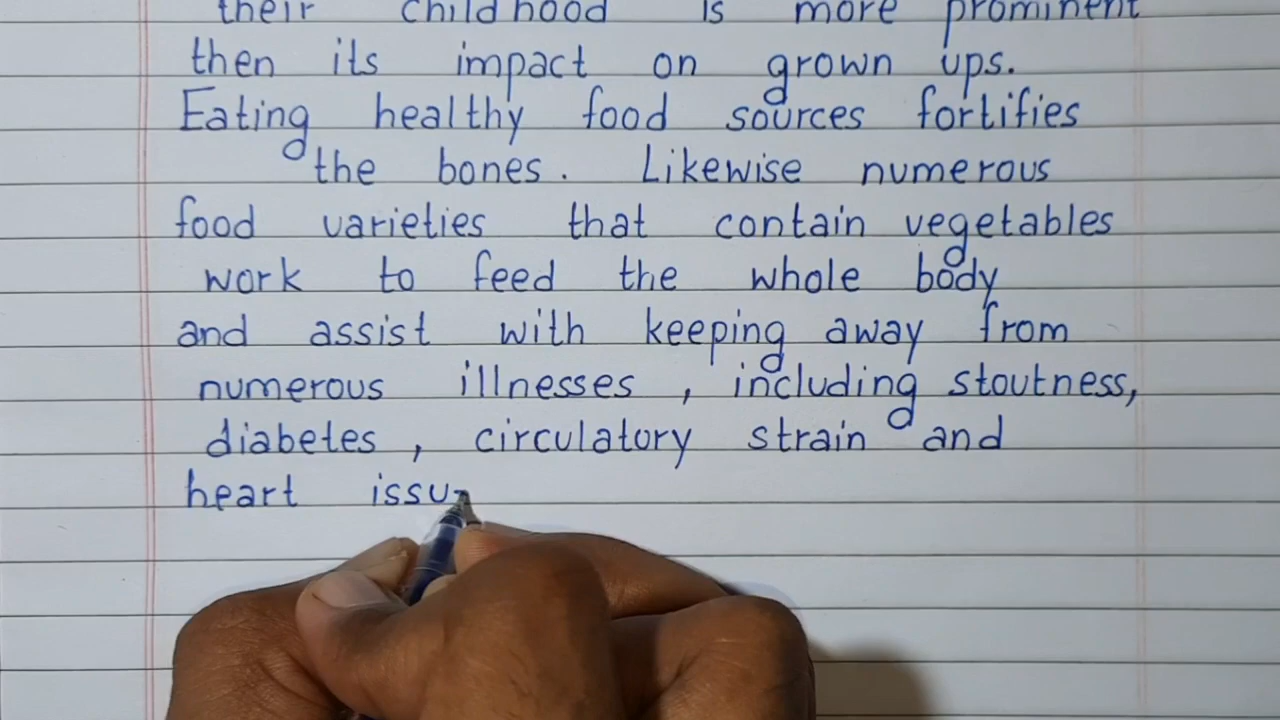 their childhood is more prominent
then its impact on grown ups.
Eating healthy food sources fortifies
the bones. Likewise numerous
food varieties that contain vegetables
work to feed the whole body
and assist with keeping away from
numerous illnesses , including stoutness,
diabetes , circulatory strain and
heart issu